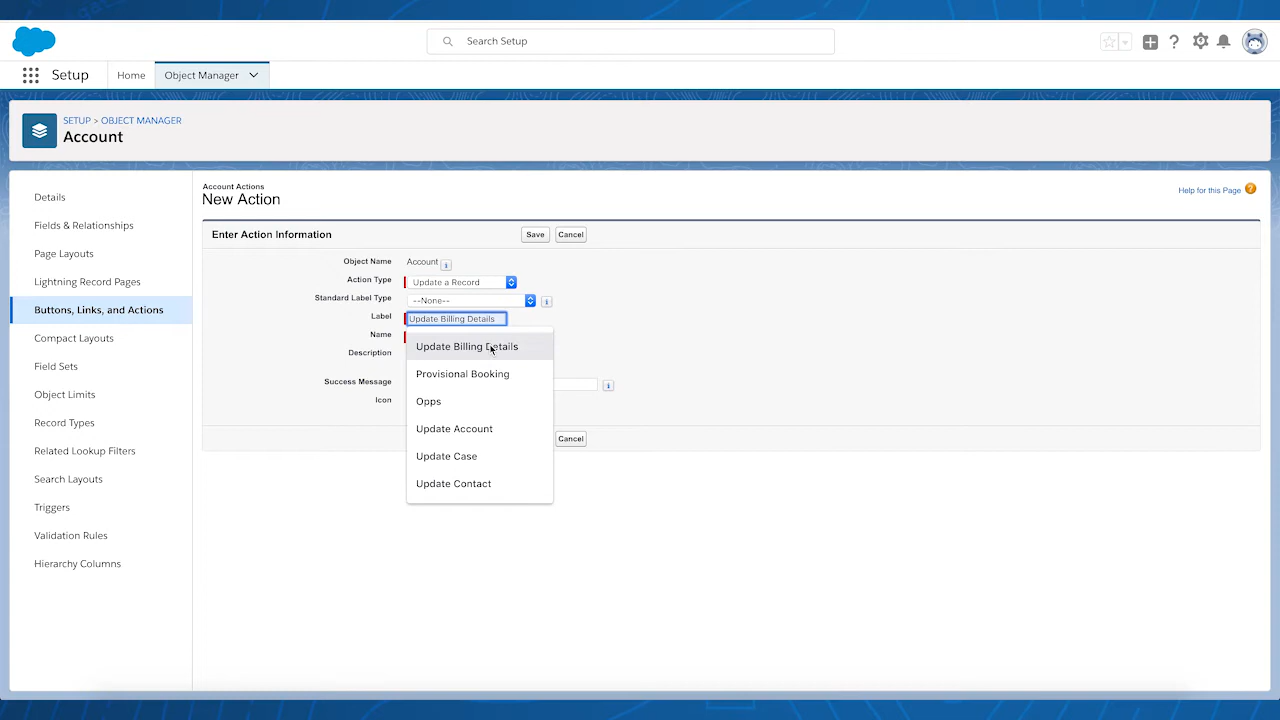 Search Setup
Setup
Home
Object Manager
SETUP > OBJECT MANAGER
Account
Details
Fields & Relationships
Page Layouts
Lightning Record Pages
Buttons, Links, and Actions
Compact Layouts
Field Sets
Object Limits
Record Types
Related Lookup Filters
Search Layouts
Triggers
Validation Rules
Hierarchy Columns
Account Actions
New Action
Help for this Page ?
Enter Action Information
Save
Cancel
Object Name
Account
i
Action Type
Update a Record
Standard Label Type
--None--
i
Label
Update Billing Details
Name
Description
Success Message
i
Icon
Update Billing Details
Provisional Booking
Opps
Update Account
Update Case
Update Contact
Cancel